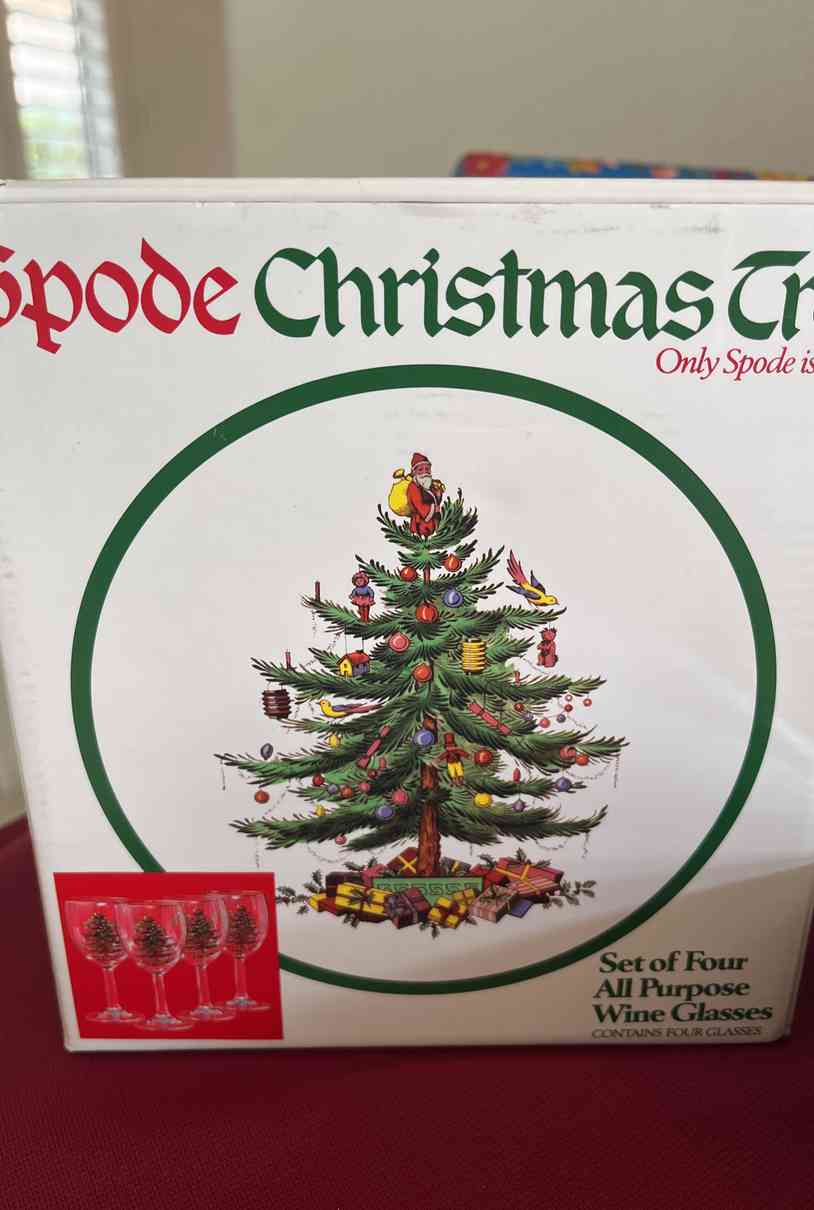 Spode Christmas Tr
Only Spode is
Set of Four
All Purpose
Wine Glasses
CONTAINS FOUR GLASSES